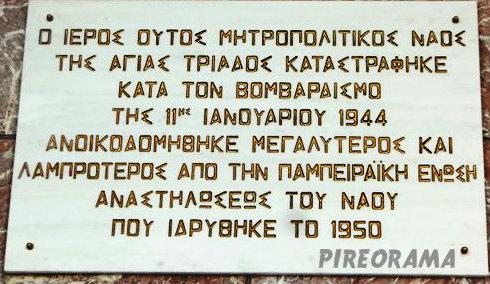 Ο ΙΕΡΟΣ ΟΥΤΟΣ ΜΗΤΡΟΠΟΛΙΤΙΚΟΣ ΝΑΟΣ
ΤΗΣ ΑΓΙΑΣ ΤΡΙΑΔΟΣ ΚΑΤΑΣΤΡΑΦΗΚΕ
ΚΑΤΑ ΤΟΝ ΒΟΜΒΑΡΔΙΣΜΟ
ΤΗΣ 11ΗΣ ΙΑΝΟΥΑΡΙΟΥ 1944
ΑΝΟΙΚΟΔΟΜΗΘΗΚΕ ΜΕΓΑΛΥΤΕΡΟΣ ΚΑΙ
ΛΑΜΠΡΟΤΕΡΟΣ ΑΠΟ ΤΗΝ ΠΑΜΠΕΙΡΑΪΚΗ ΕΝΩΣΗ
ΑΝΑΣΤΗΛΩΣΕΩΣ ΤΟΥ ΝΑΟΥ
ΠΟΥ ΙΔΡΥΘΗΚΕ ΤΟ 1950
PIREORAMA